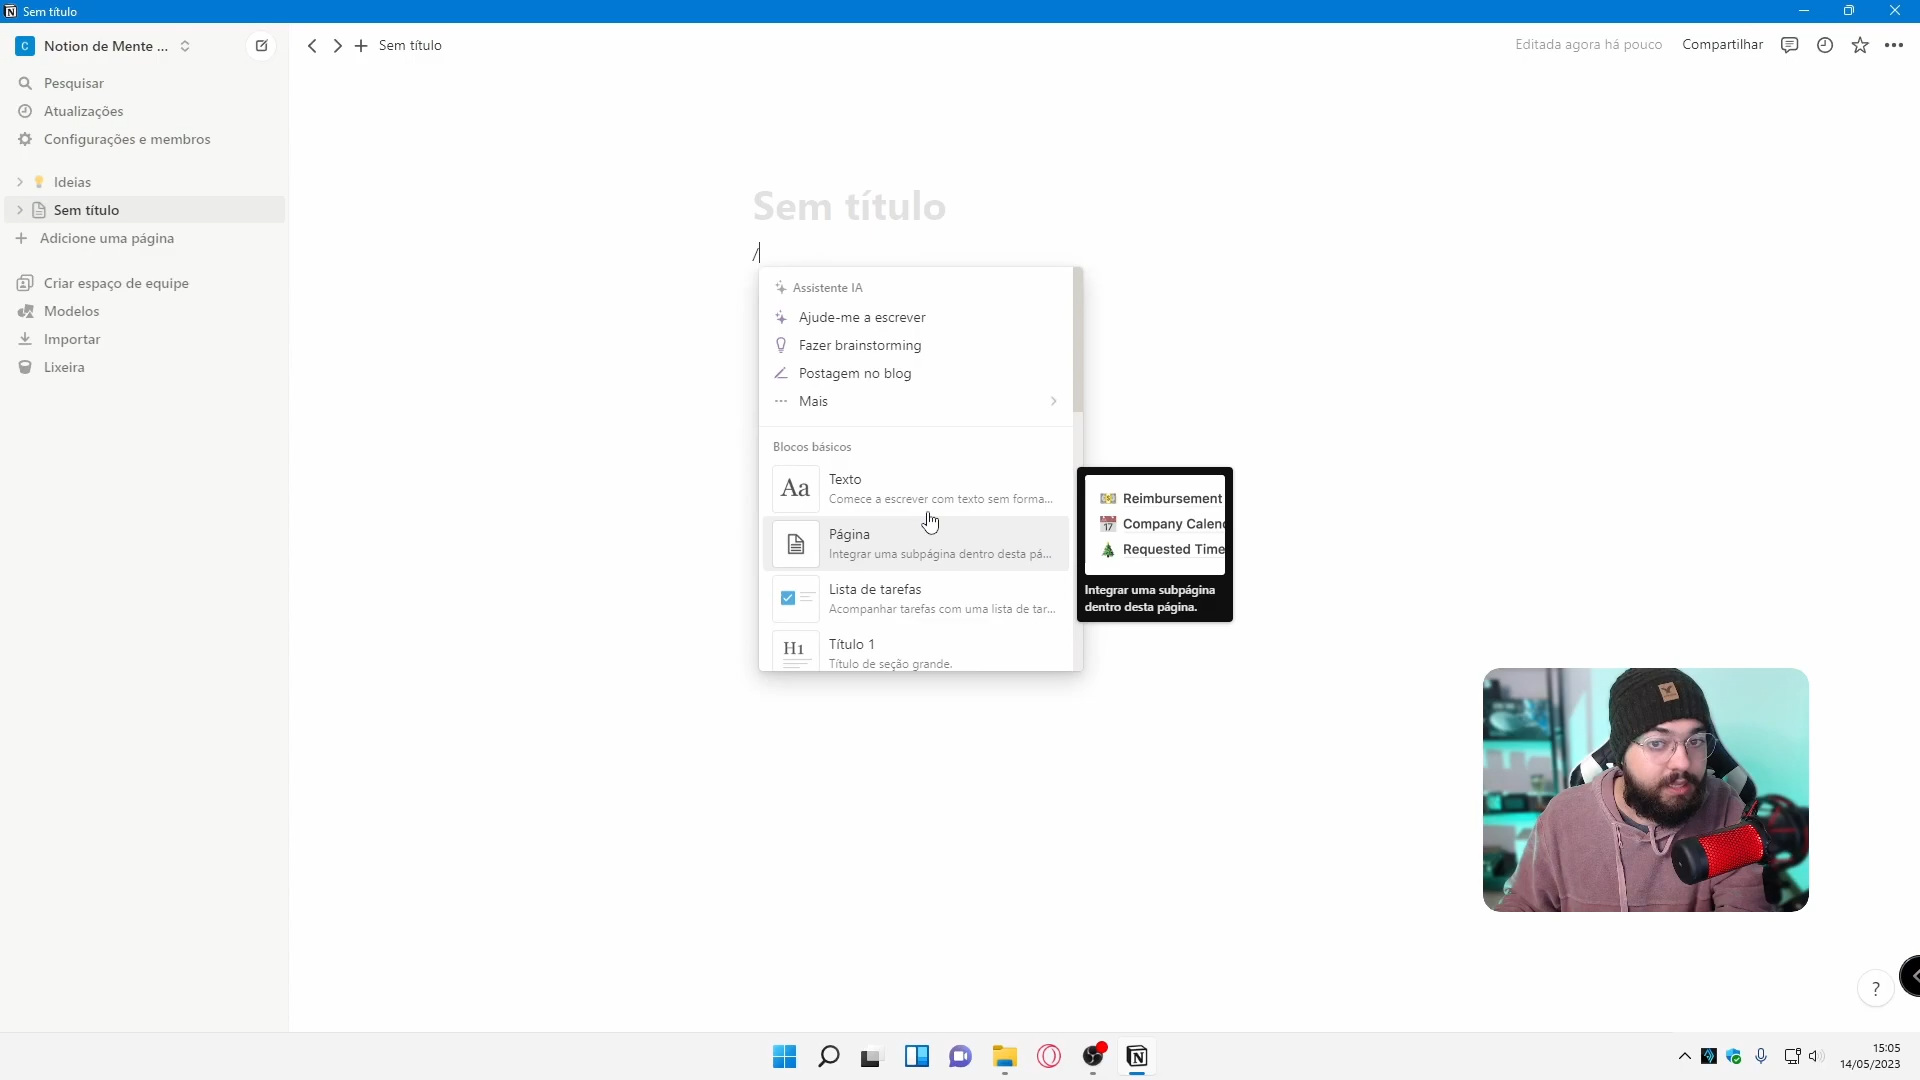 Sem título
C Notion de Mente ...
Sem título
Editada agora há pouco
Compartilhar
Pesquisar
Atualizações
Configurações e membros
Ideias
Sem título
Adicione uma página
Criar espaço de equipe
Modelos
Importar
Lixeira
Sem título
/
Assistente IA
Ajude-me a escrever
Fazer brainstorming
Postagem no blog
Mais
Blocos básicos
Aa
Texto
Comece a escrever com texto sem forma...
Página
Integrar uma subpágina dentro desta pá...
Lista de tarefas
Acompanhar tarefas com uma lista de tar...
H1
Título 1
Título de seção grande.
Reimbursement
17 Company Calen
Requested Time
Integrar uma subpágina
dentro desta página.
?
15:05
14/05/2023